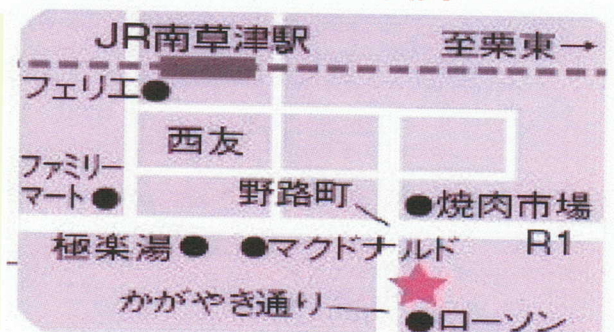 JR南草津駅
至栗東→
フェリエ
西友
ファミリー
マート
野路町
焼肉市場
極楽湯
マクドナルド
R1
かがやき通り
ローソン